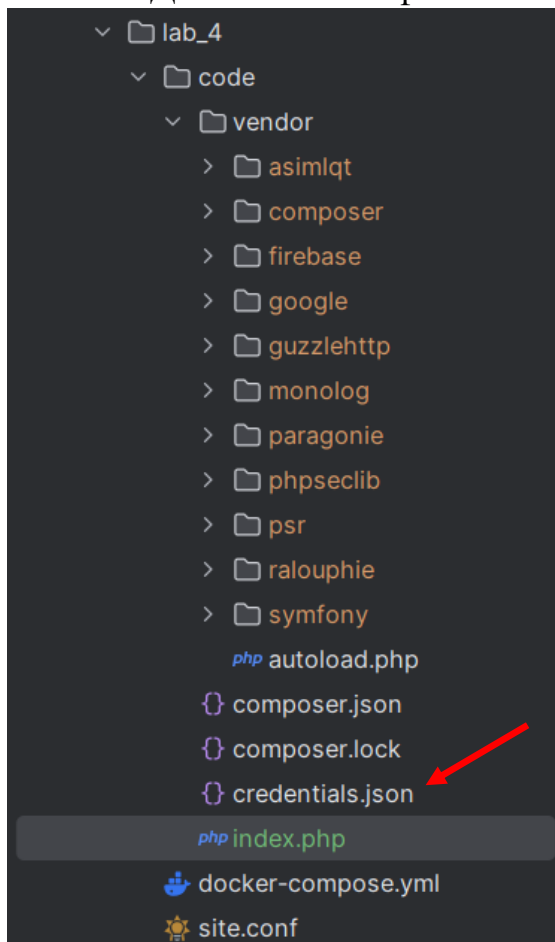 lab_4
code
vendor
asimlqt
composer
firebase
google
guzzlehttp
monolog
paragonie
phpseclib
psr
ralouphie
symfony
php autoload.php
{} composer.json
{} composer.lock
{} credentials.json
php index.php
docker-compose.yml
site.conf